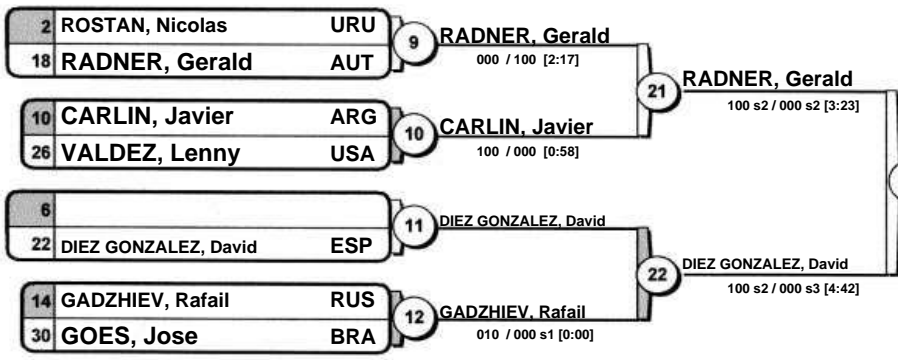 2 ROSTAN, Nicolas URU
18 RADNER, Gerald AUT
9
RADNER, Gerald
000 / 100 [2:17]
10 CARLIN, Javier ARG
26 VALDEZ, Lenny USA
10
CARLIN, Javier
100 / 000 [0:58]
21
RADNER, Gerald
100 s2 / 000 s2 [3:23]
6
22 DIEZ GONZALEZ, David ESP
11
DIEZ GONZALEZ, David
14 GADZHIEV, Rafail RUS
30 GOES, Jose BRA
12
GADZHIEV, Rafail
010 / 000 s1 [0:00]
22
DIEZ GONZALEZ, David
100 s2 / 000 s3 [4:42]